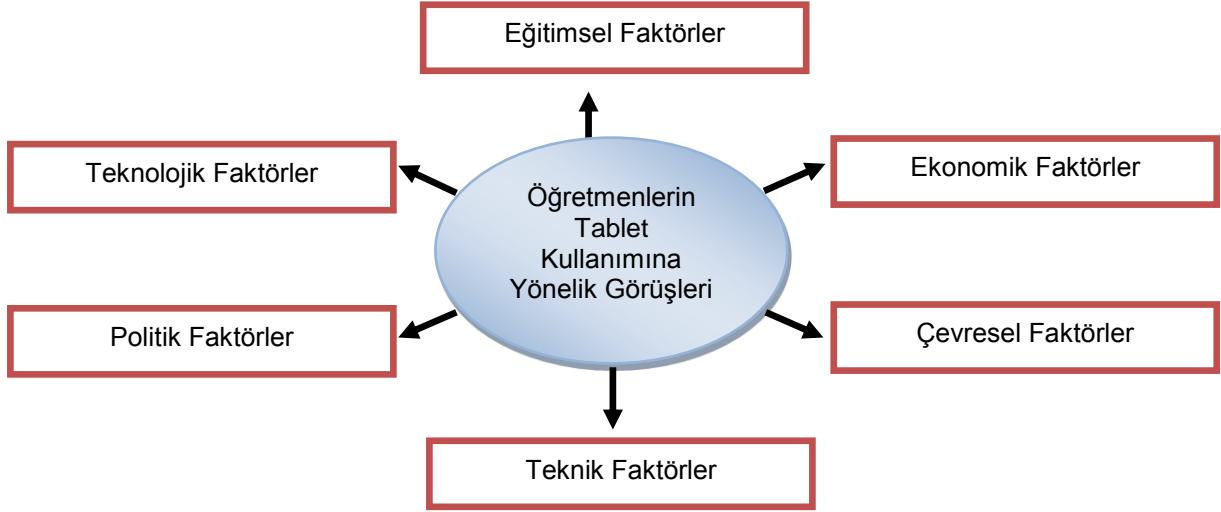 Eğitimsel Faktörler
Teknolojik Faktörler
Ekonomik Faktörler
Öğretmenlerin
Tablet
Kullanımına
Yönelik Görüşleri
Politik Faktörler
Çevresel Faktörler
Teknik Faktörler